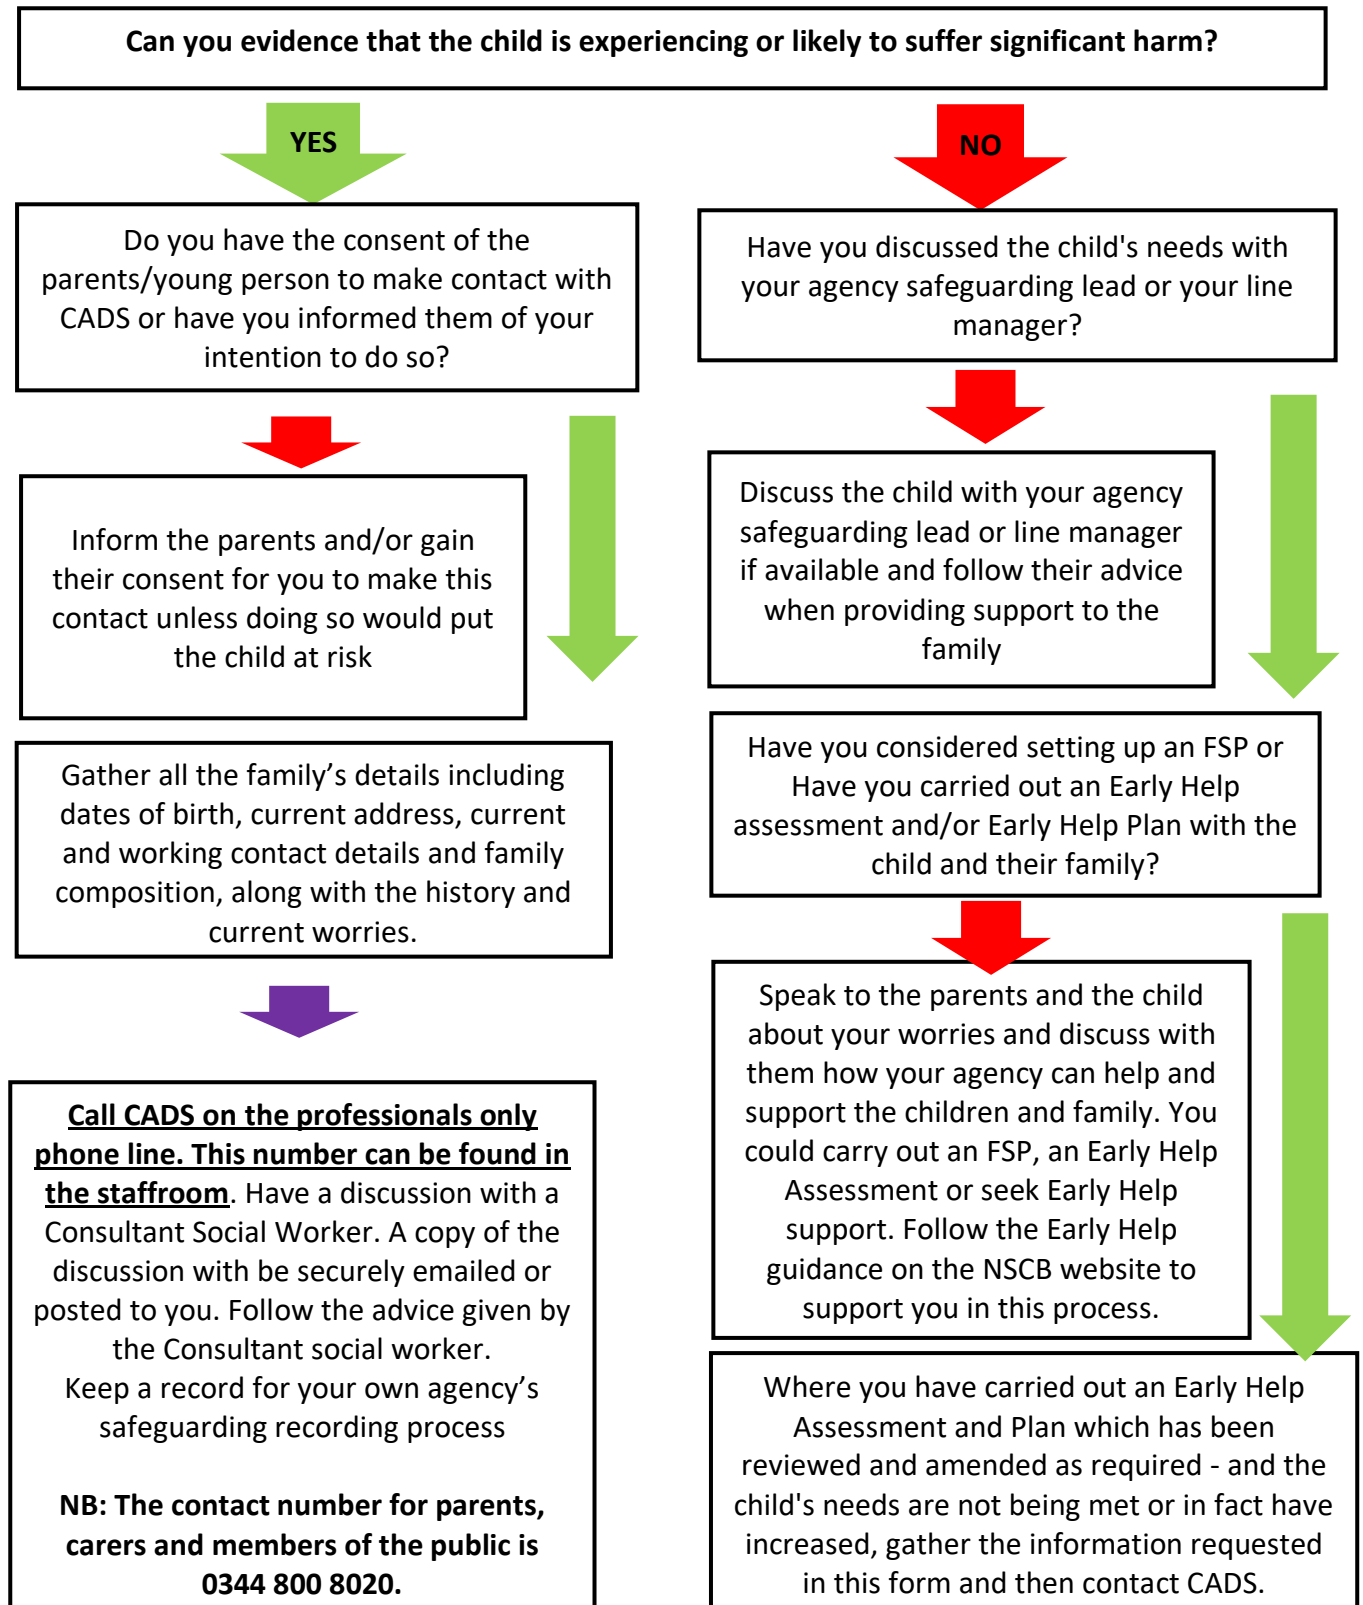 Can you evidence that the child is experiencing or likely to suffer significant harm?
YES
NO
Do you have the consent of the
parents/young person to make contact with
CADS or have you informed them of your
intention to do so?
Have you discussed the child's needs with
your agency safeguarding lead or your line
manager?
Inform the parents and/or gain
their consent for you to make this
contact unless doing so would put
the child at risk
Discuss the child with your agency
safeguarding lead or line manager
if available and follow their advice
when providing support to the
family
Gather all the family’s details including
dates of birth, current address, current
and working contact details and family
composition, along with the history and
current worries.
Have you considered setting up an FSP or
Have you carried out an Early Help
assessment and/or Early Help Plan with the
child and their family?
Call CADS on the professionals only
phone line. This number can be found in
the staffroom. Have a discussion with a
Consultant Social Worker. A copy of the
discussion with be securely emailed or
posted to you. Follow the advice given by
the Consultant social worker.
Keep a record for your own agency’s
safeguarding recording process
NB: The contact number for parents,
carers and members of the public is
0344 800 8020.
Speak to the parents and the child
about your worries and discuss with
them how your agency can help and
support the children and family. You
could carry out an FSP, an Early Help
Assessment or seek Early Help
support. Follow the Early Help
guidance on the NSCB website to
support you in this process.
Where you have carried out an Early Help
Assessment and Plan which has been
reviewed and amended as required - and the
child's needs are not being met or in fact have
increased, gather the information requested
in this form and then contact CADS.